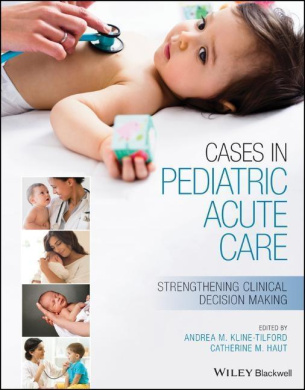 CASES IN
PEDIATRIC
ACUTE
CARE
STRENGTHENING CLINICAL
DECISION MAKING
EDITED BY
ANDREA M. KLINE-TILFORD
CATHERINE M. HAUT
WILEY Blackwell